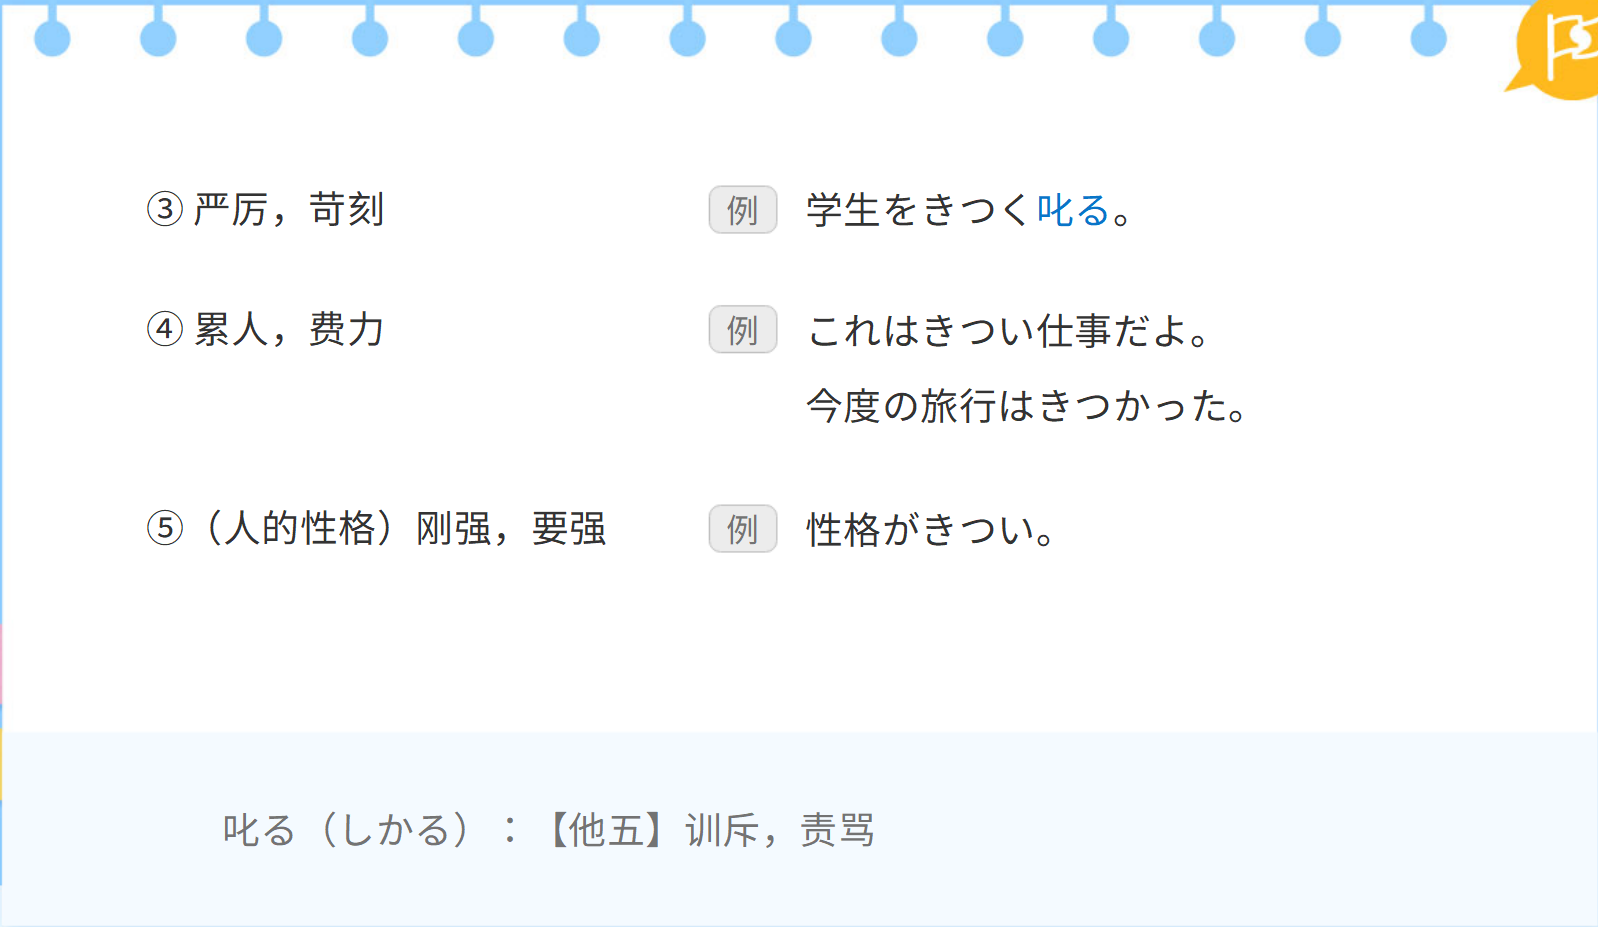 ③ 严厉，苛刻 例 学生をきつく叱る。
④ 累人，费力 例 これはきつい仕事だよ。
今度の旅行はきつかった。
⑤（人的性格）刚强，要强 例 性格がきつい。
叱る（しかる）：【他五】训斥，责骂